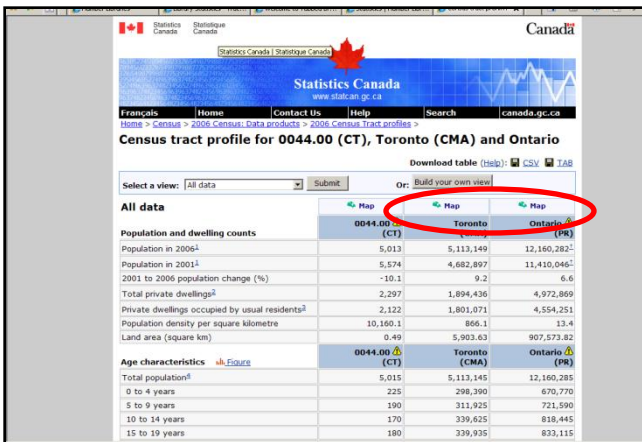 Statistics Statistique
Canada Canada
Canada
Statistics Canada | Statistique Canada
Statistics Canada
www.statcan.gc.ca
Français Home Contact Us Help Search canada.gc.ca
Home > Census > 2006 Census: Data products > 2006 Census Tract profiles >
Census tract profile for 0044.00 (CT), Toronto (CMA) and Ontario
Download table (Help): CSV TAB
Select a view: All data Submit Or: Build your own view
All data Map Map Map
Population and dwelling counts 0044.00 (CT) Toronto (CMA) Ontario (PR)
Population in 2006¹ 5,013 5,113,149 12,160,282†
Population in 2001¹ 5,574 4,682,897 11,410,046†
2001 to 2006 population change (%) -10.1 9.2 6.6
Total private dwellings² 2,297 1,894,436 4,972,869
Private dwellings occupied by usual residents³ 2,122 1,801,071 4,554,251
Population density per square kilometre 10,160.1 866.1 13.4
Land area (square km) 0.49 5,903.63 907,573.82
Age characteristics Figure 0044.00 (CT) Toronto (CMA) Ontario (PR)
Total population⁴ 5,015 5,113,145 12,160,285
0 to 4 years 225 298,390 670,770
5 to 9 years 190 311,925 721,590
10 to 14 years 170 339,625 818,445
15 to 19 years 180 339,935 833,115